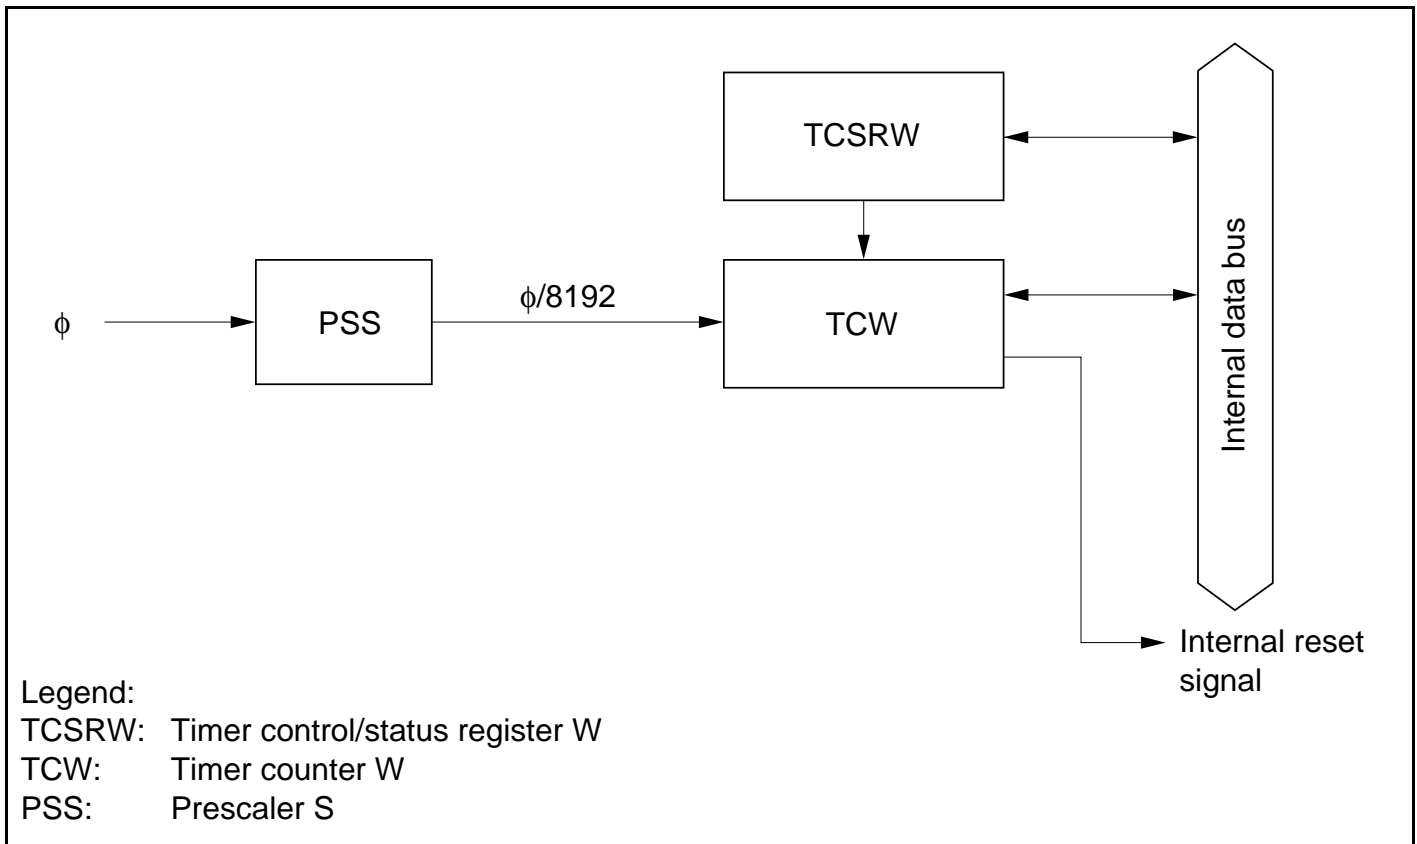 TCSRW
φ
PSS
φ/8192
TCW
Internal data bus
Internal reset
signal
Legend:
TCSRW: Timer control/status register W
TCW: Timer counter W
PSS: Prescaler S